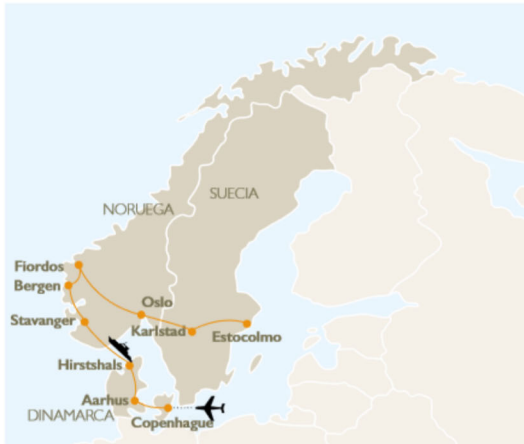 NORUEGA
SUECIA
Fiordos
Bergen
Oslo
Stavanger
Karlstad
Estocolmo
Hirstshals
Aarhus
DINAMARCA
Copenhague